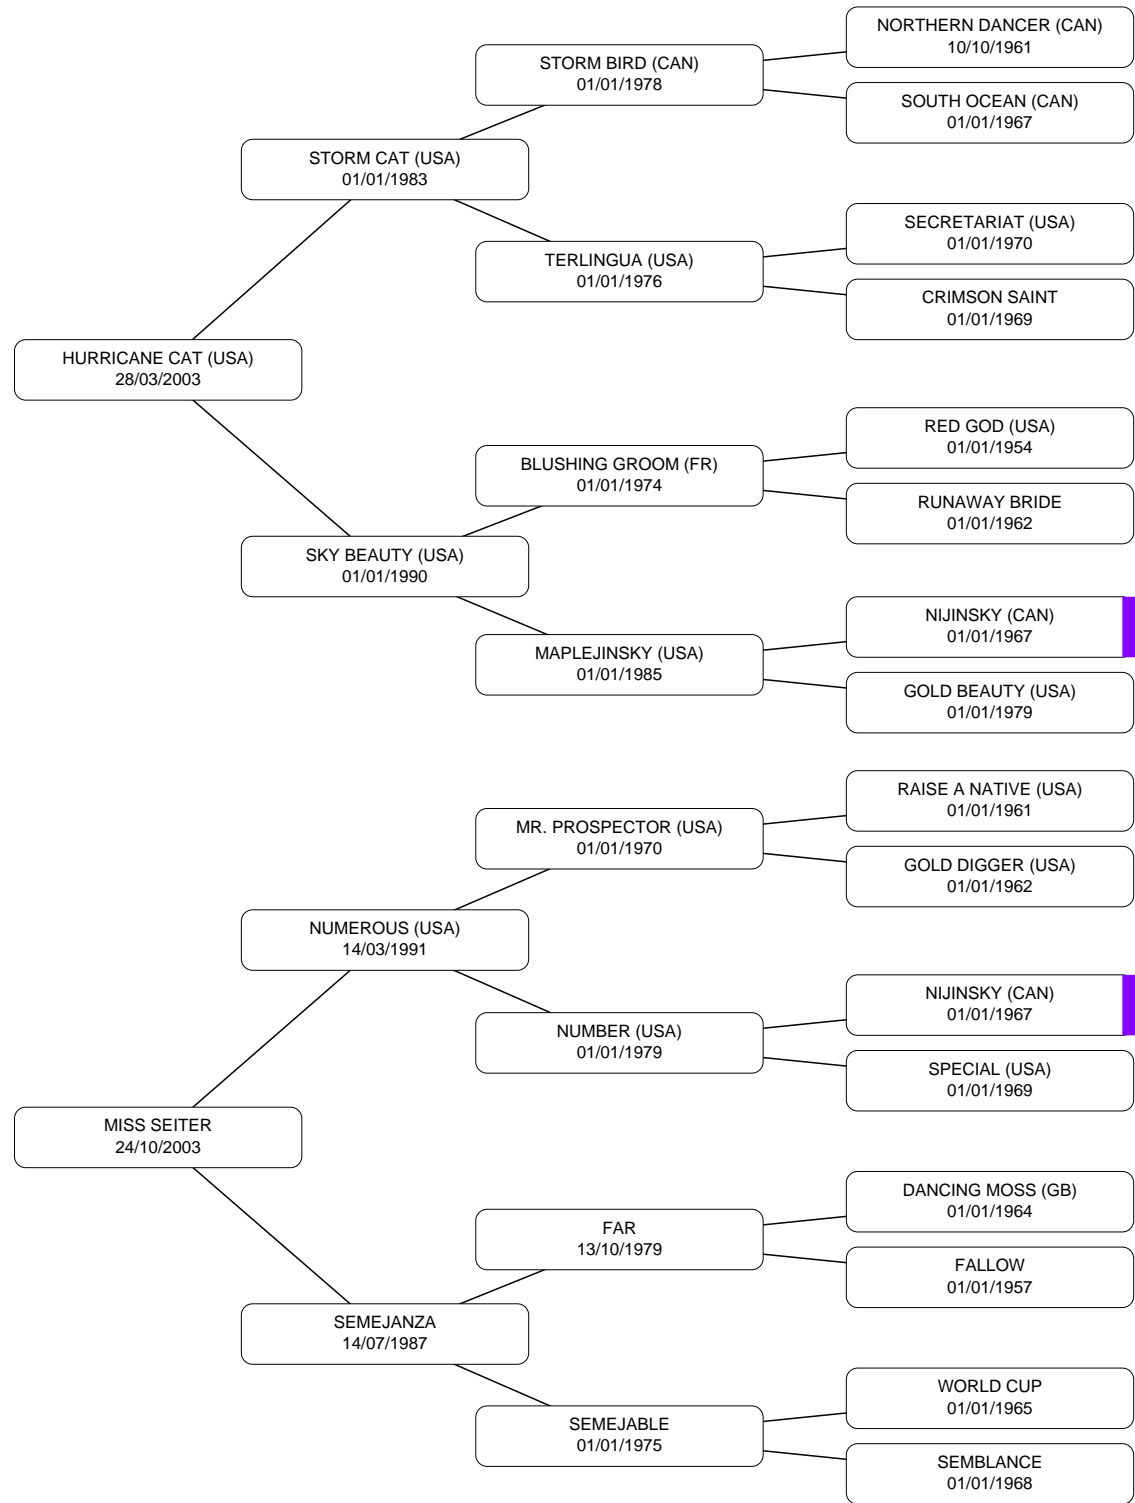 NORTHERN DANCER (CAN)
10/10/1961
STORM BIRD (CAN)
01/01/1978
SOUTH OCEAN (CAN)
01/01/1967
STORM CAT (USA)
01/01/1983
SECRETARIAT (USA)
01/01/1970
TERLINGUA (USA)
01/01/1976
CRIMSON SAINT
01/01/1969
HURRICANE CAT (USA)
28/03/2003
RED GOD (USA)
01/01/1954
BLUSHING GROOM (FR)
01/01/1974
RUNAWAY BRIDE
01/01/1962
SKY BEAUTY (USA)
01/01/1990
NIJINSKY (CAN)
01/01/1967
MAPLEJINSKY (USA)
01/01/1985
GOLD BEAUTY (USA)
01/01/1979
RAISE A NATIVE (USA)
01/01/1961
MR. PROSPECTOR (USA)
01/01/1970
GOLD DIGGER (USA)
01/01/1962
NUMEROUS (USA)
14/03/1991
NIJINSKY (CAN)
01/01/1967
NUMBER (USA)
01/01/1979
SPECIAL (USA)
01/01/1969
MISS SEITER
24/10/2003
DANCING MOSS (GB)
01/01/1964
FAR
13/10/1979
FALLOW
01/01/1957
SEMEJANZA
14/07/1987
WORLD CUP
01/01/1965
SEMEJABLE
01/01/1975
SEMBLANCE
01/01/1968